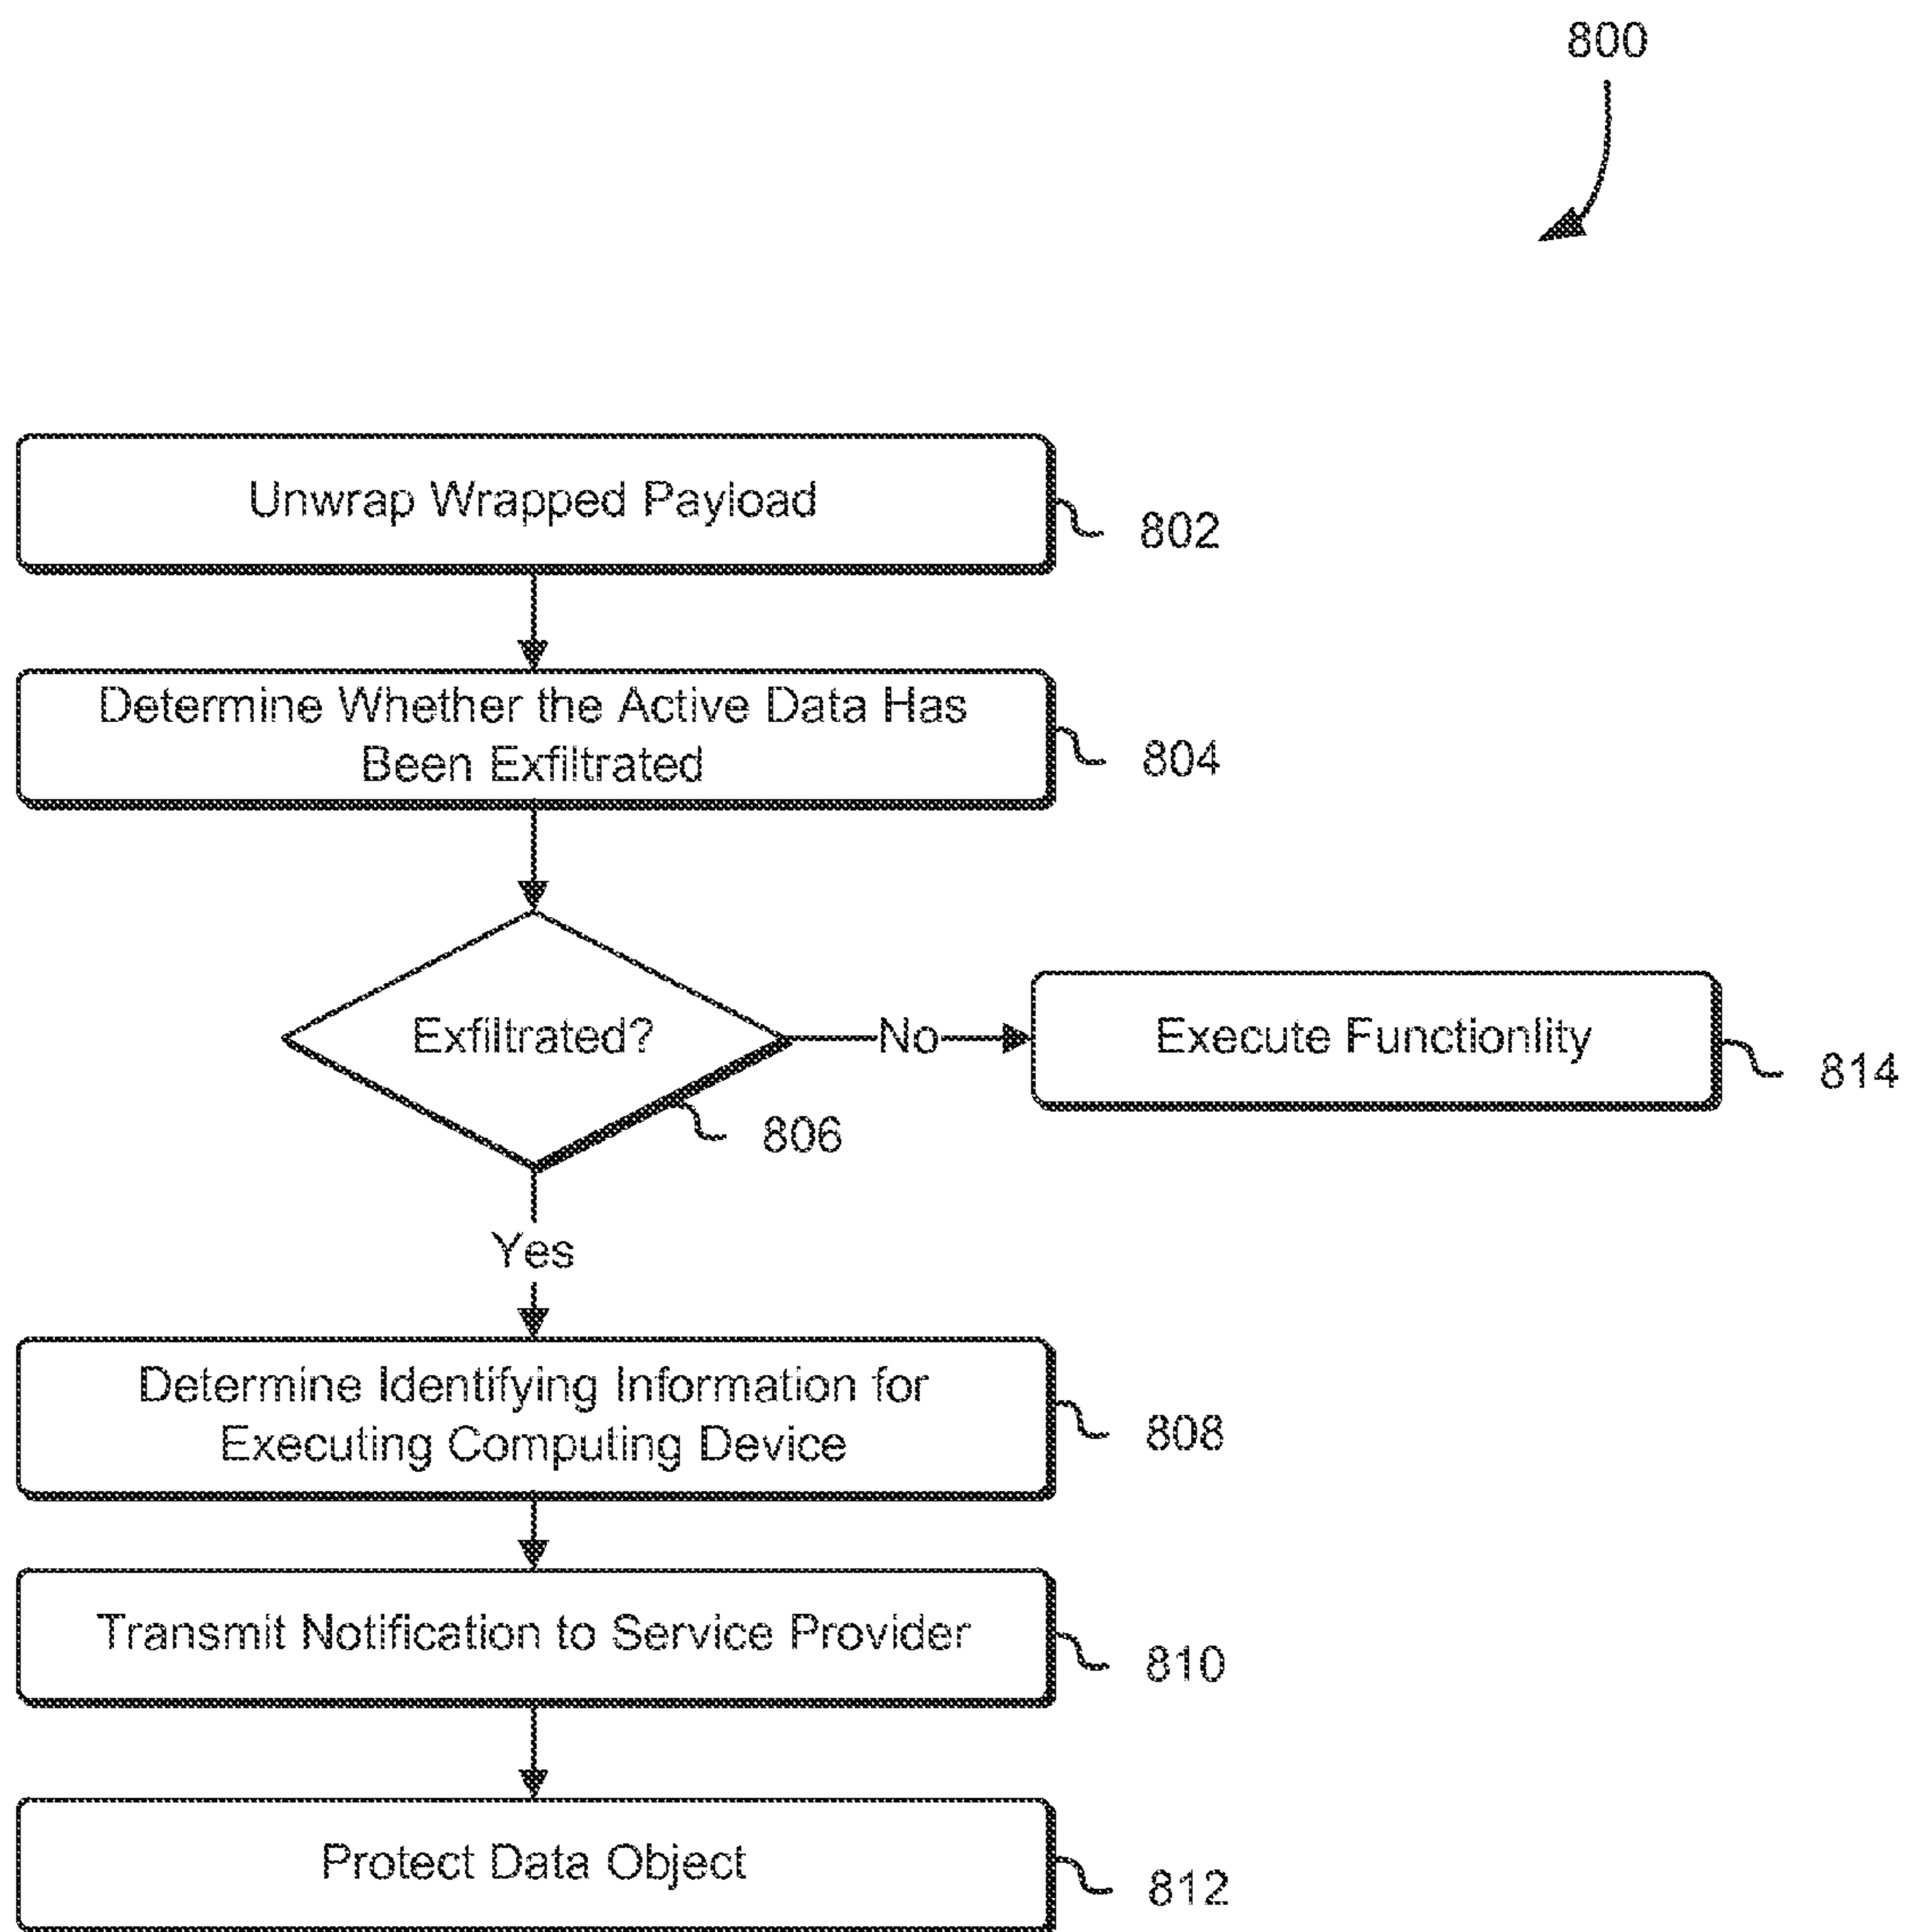 800
Unwrap Wrapped Payload
802
Determine Whether the Active Data Has
Been Exfiltrated
804
Exfiltrated?
No
Execute Functionlity
814
806
Yes
Determine Identifying Information for
Executing Computing Device
808
Transmit Notification to Service Provider
810
Protect Data Object
812